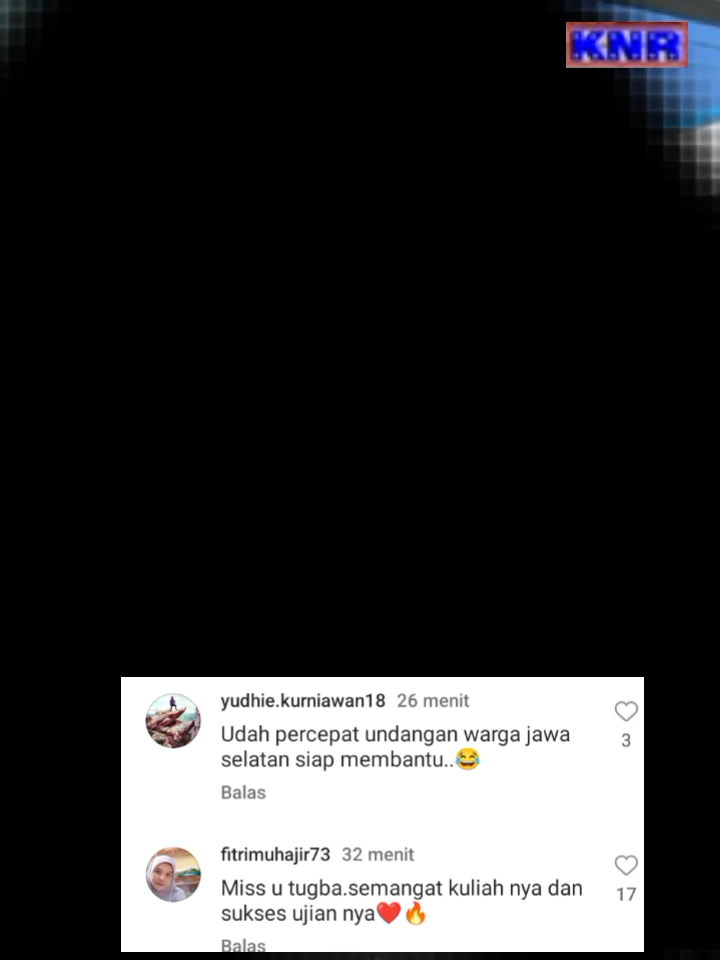 KNR
yudhie.kurniawan18 26 menit
Udah percepat undangan warga jawa
selatan siap membantu..😂
3
Balas
fitrimuhajir73 32 menit
Miss u tugba.semangat kuliah nya dan
sukses ujian nya❤️🔥
17
Balas